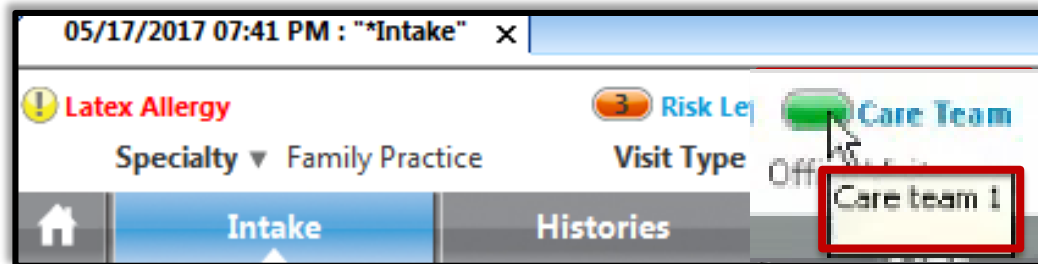 05/17/2017 07:41 PM : "*Intake" x
Latex Allergy 3 Risk Le Care Team
Specialty Family Practice Visit Type Offi
Care team 1
Intake Histories